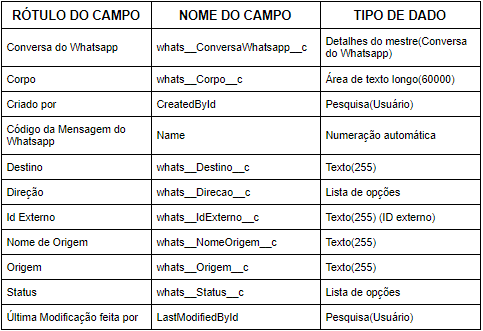 RÓTULO DO CAMPO NOME DO CAMPO TIPO DE DADO
Conversa do Whatsapp whats__ConversaWhatsapp__c Detalhes do mestre(Conversa
do Whatsapp)
Corpo whats__Corpo__c Área de texto longo(60000)
Criado por CreatedById Pesquisa(Usuário)
Código da Mensagem do
Whatsapp Name Numeração automática
Destino whats__Destino__c Texto(255)
Direção whats__Direcao__c Lista de opções
Id Externo whats__IdExterno__c Texto(255) (ID externo)
Nome de Origem whats__NomeOrigem__c Texto(255)
Origem whats__Origem__c Texto(255)
Status whats__Status__c Lista de opções
Última Modificação feita por LastModifiedById Pesquisa(Usuário)